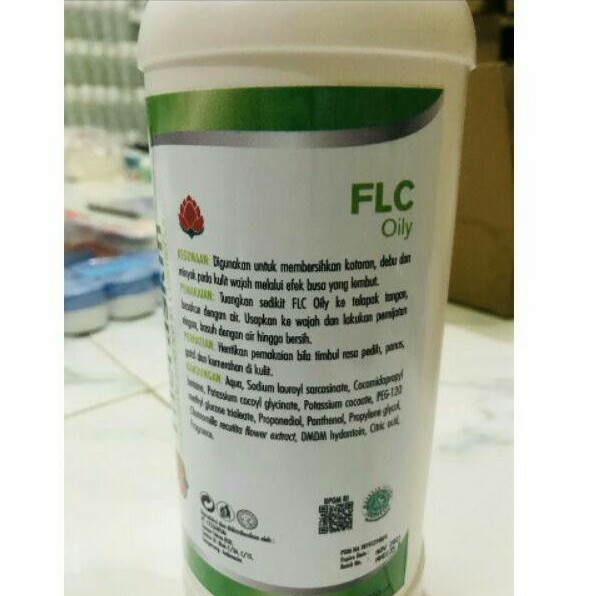 FLC
Oily
KEGUNAAN: Digunakan untuk membersihkan kotoran, debu dan
minyak pada kulit wajah melalui efek busa yang lembut.
PEMAKAIAN: Tuangkan sedikit FLC Oily ke telapak tangan,
basahkan dengan air. Usapkan ke wajah dan lakukan pemijatan
ringan, basuh dengan air hingga bersih.
PERHATIAN: Hentikan pemakaian bila timbul rasa pedih, panas,
gatal dan kemerahan di kulit.
KANDUNGAN: Aqua, Sodium lauroyl sarcosinate, Cocamidopropyl
betaine, Potassium cocoyl glycinate, Potassium cocoate, PEG-120
methyl glucose trioleate, Propanediol, Panthenol, Propylene glycol,
Chamomilla recutita flower extract, DMDM hydantoin, Citric acid,
Fragrance.
BPOM RI